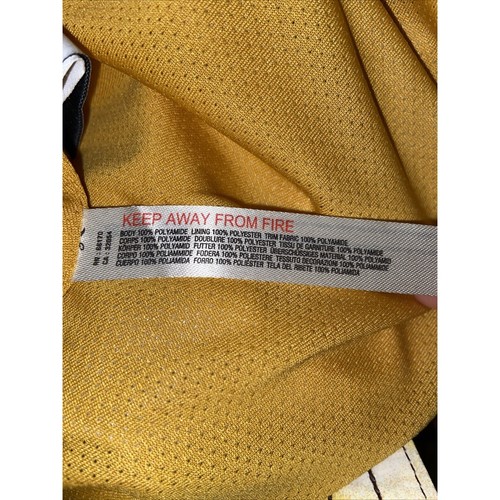 KEEP AWAY FROM FIRE
BODY 100% POLYAMIDE LINING 100% POLYESTER TRIM FABRIC 100% POLYAMIDE
CORPS 100% POLYAMIDE DOUBLURE 100% POLYESTER TISSU DE GARNITURE 100% POLYAMIDE
KÖRPER 100% POLYAMID FUTTER 100% POLYESTER ÜBERSCHÜSSIGES MATERIAL 100% POLYAMID
CORPO 100% POLIAMMIDE FODERA 100% POLIESTERE TESSUTO DECORAZIONI 100% POLIAMMIDE
CUERPO 100% POLIAMIDA FORRO 100% POLIÉSTER TELA DEL RIBETE 100% POLIAMIDA
CA : 32054